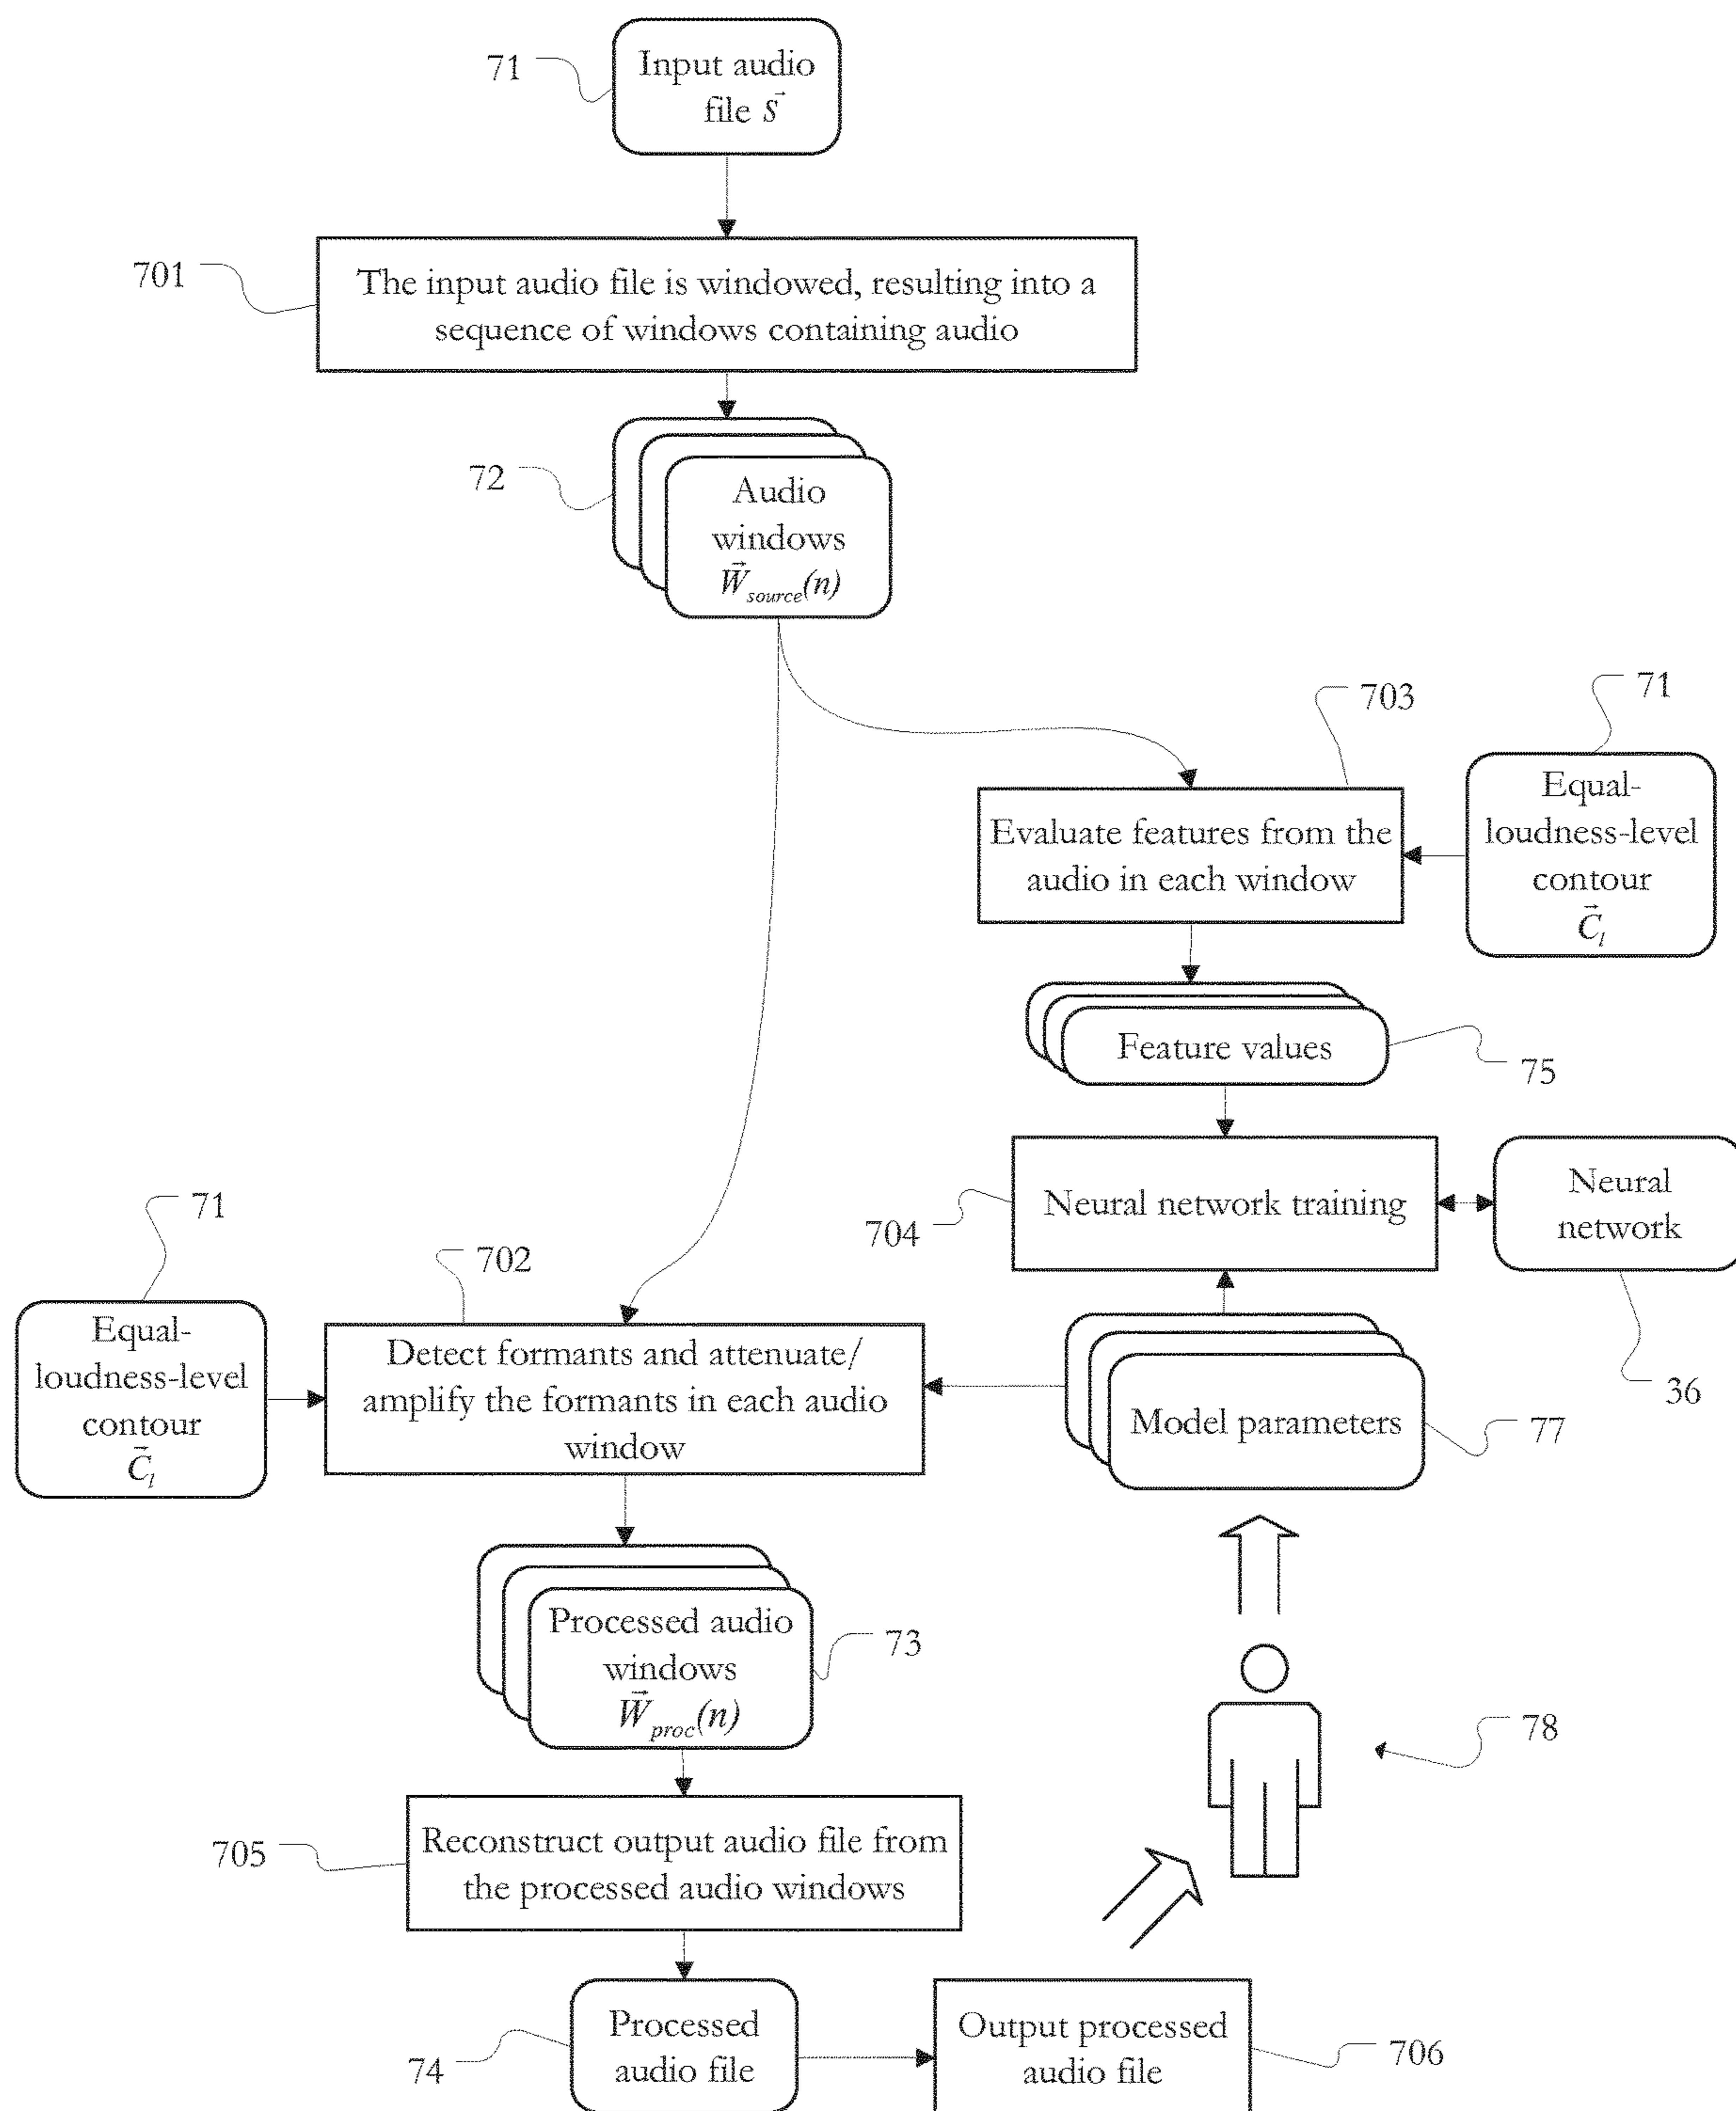 71
Input audio
file S⃗
701
The input audio file is windowed, resulting into a
sequence of windows containing audio
72
Audio
windows
W⃗source(n)
703
71
Evaluate features from the
audio in each window
Equal-
loudness-level
contour
C⃗l
Feature values
75
704
Neural network training
Neural
network
36
71
702
Equal-
loudness-level
contour
C⃗l
Detect formants and attenuate/
amplify the formants in each audio
window
Model parameters
77
Processed audio
windows
W⃗proc(n)
73
78
705
Reconstruct output audio file from
the processed audio windows
74
Processed
audio file
Output processed
audio file
706